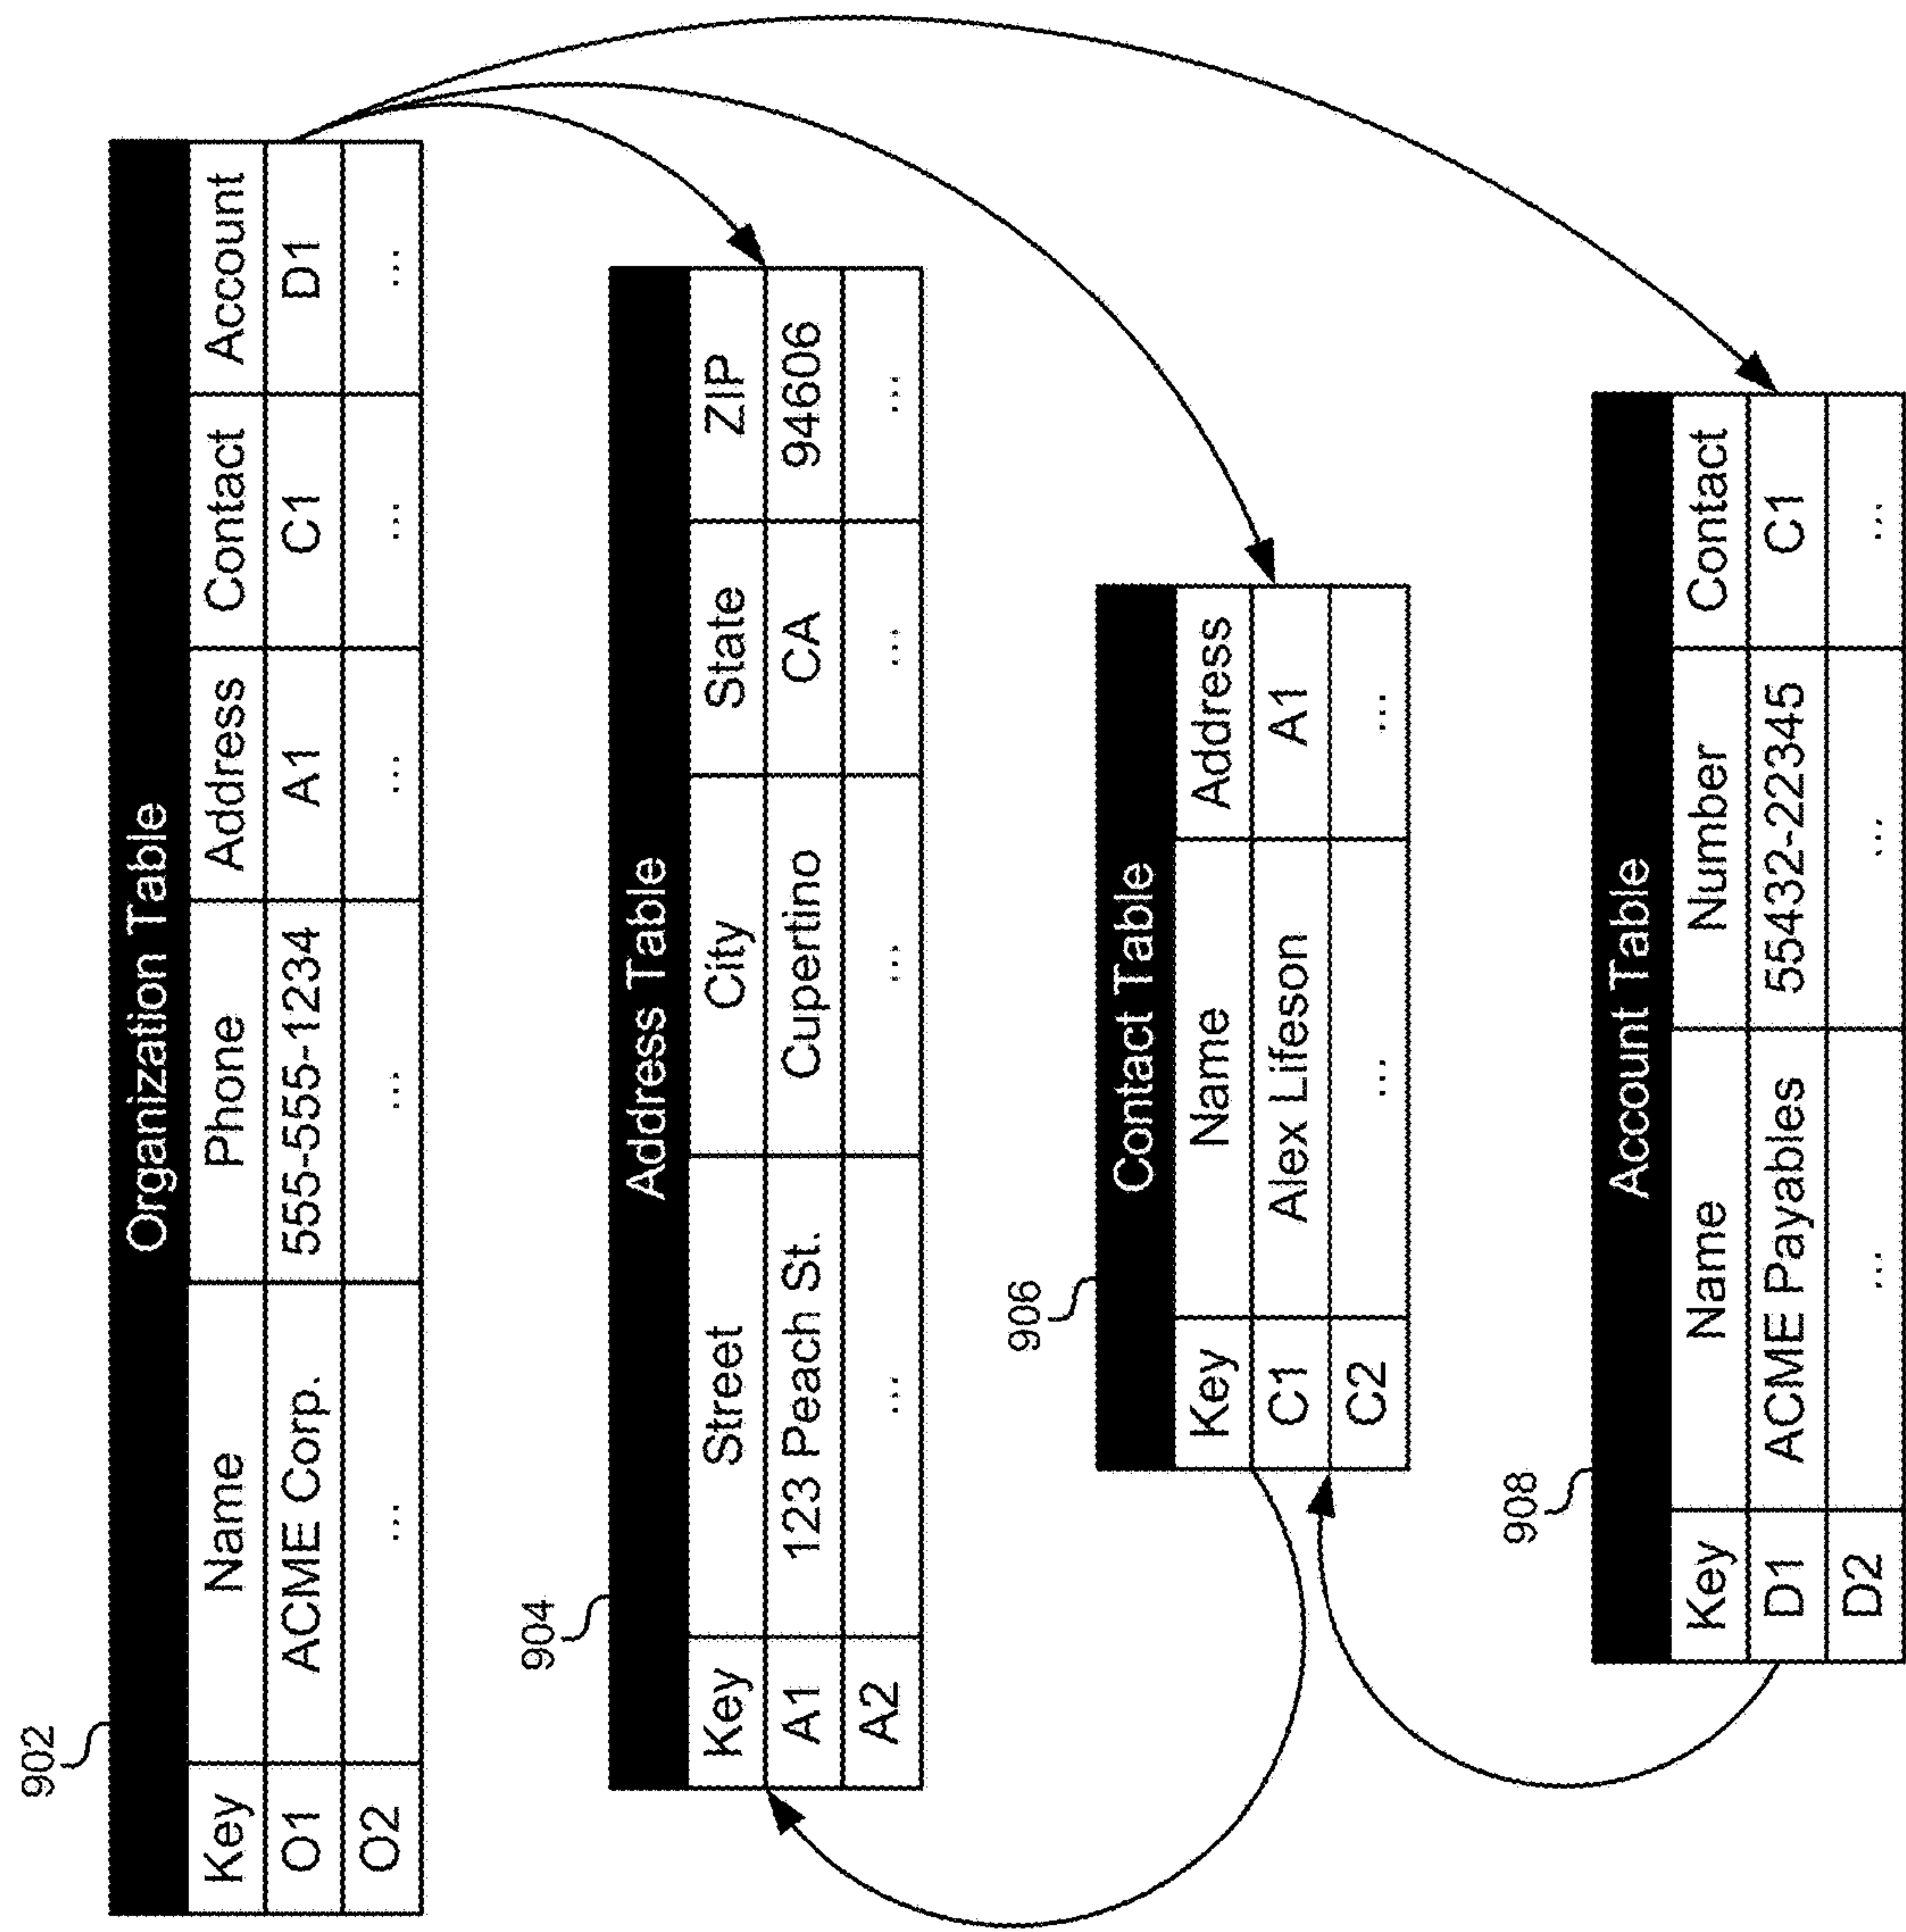 902
Organization Table
Key Name Phone Address Contact Account
O1 ACME Corp. 555-555-1234 A1 C1 D1
O2 ... ... ... ... ...
904
Address Table
Key Street City State ZIP
A1 123 Peach St. Cupertino CA 94606
A2 ... ... ... ...
906
Contact Table
Key Name Address
C1 Alex Lifeson A1
C2 ... ...
908
Account Table
Key Name Number Contact
D1 ACME Payables 55432-22345 C1
D2 ... ... ...